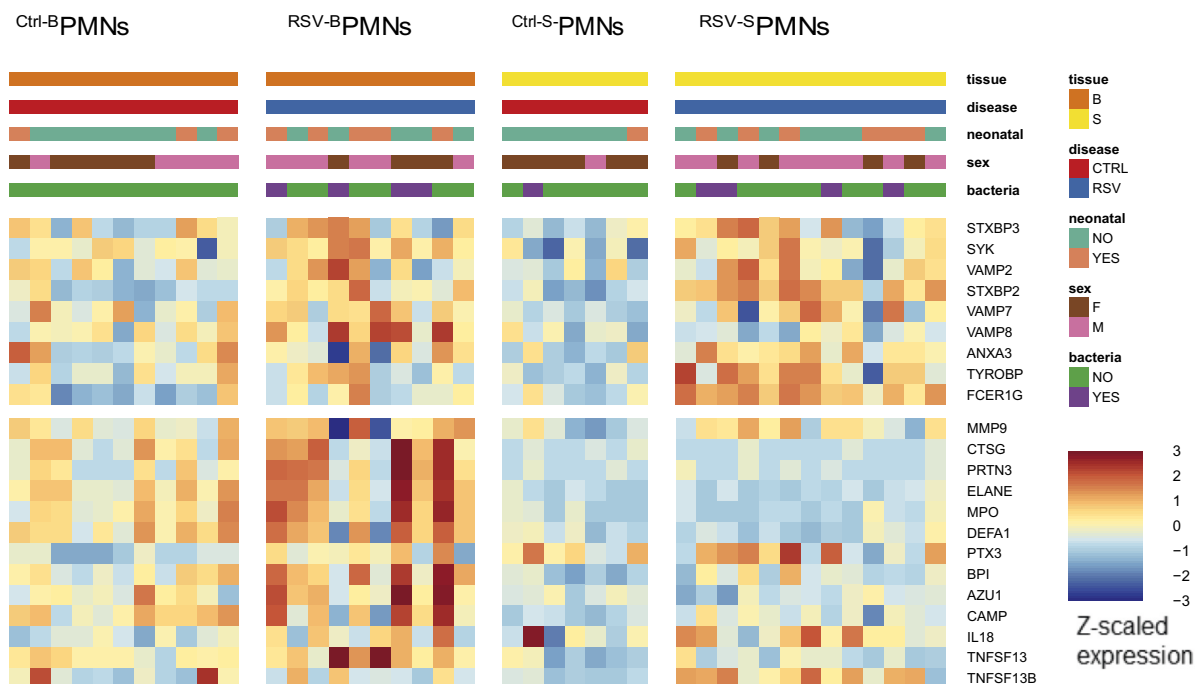 Ctrl-BPMNs
RSV-BPMNs
Ctrl-S-PMNs
RSV-SPMNs
tissue
disease
neonatal
sex
bacteria
STXBP3
SYK
VAMP2
STXBP2
VAMP7
VAMP8
ANXA3
TYROBP
FCER1G
MMP9
CTSG
PRTN3
ELANE
MPO
DEFA1
PTX3
BPI
AZU1
CAMP
IL18
TNFSF13
TNFSF13B
tissue
B
S
disease
CTRL
RSV
neonatal
NO
YES
sex
F
M
bacteria
NO
YES
3
2
1
0
−1
−2
−3
Z-scaled
expression